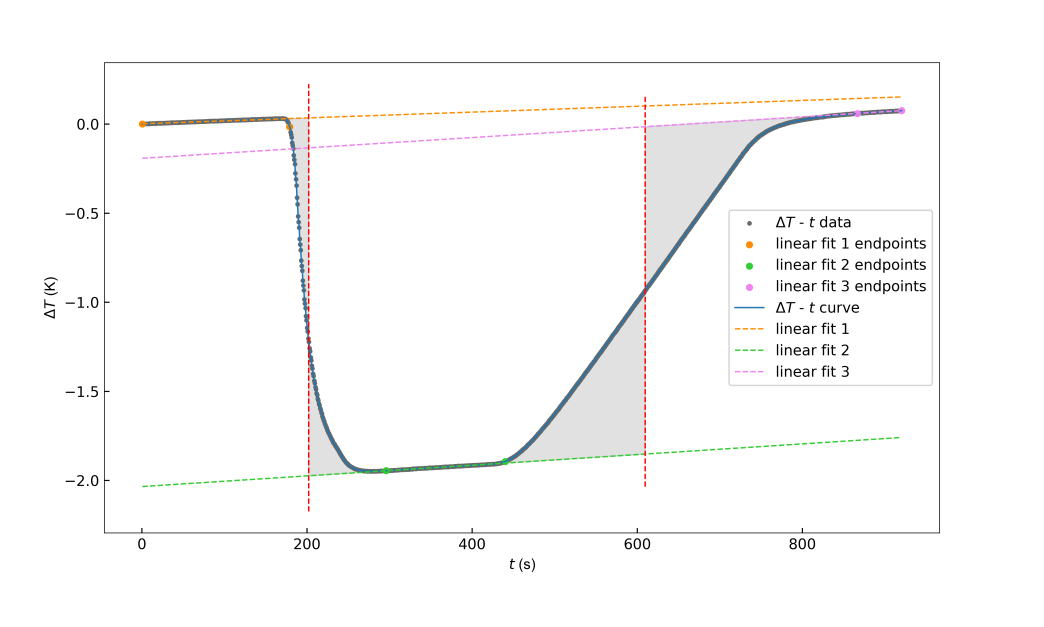 0.0
−0.5
−1.0
−1.5
−2.0
ΔT (K)
0 200 400 600 800
t (s)
ΔT - t data
linear fit 1 endpoints
linear fit 2 endpoints
linear fit 3 endpoints
ΔT - t curve
linear fit 1
linear fit 2
linear fit 3